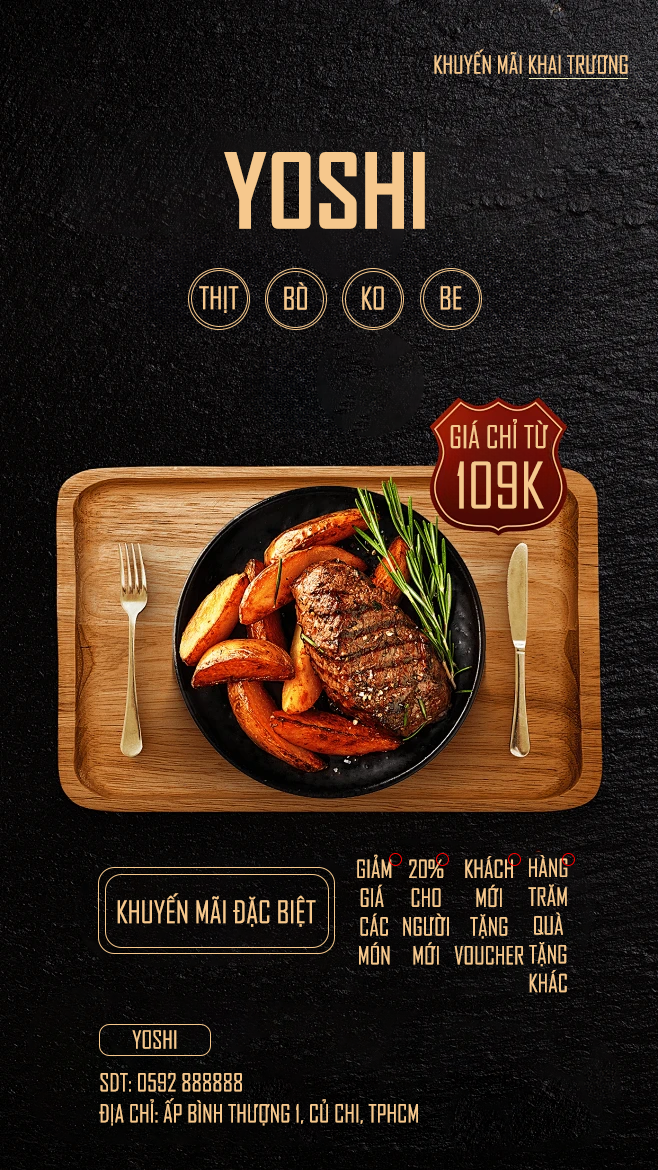 KHUYẾN MÃI KHAI TRƯƠNG
YOSHI
THỊT BÒ KO BE
GIÁ CHỈ TỪ
109K
KHUYẾN MÃI ĐẶC BIỆT
GIẢM
GIÁ
CÁC
MÓN
20%
CHO
NGƯỜI
MỚI
KHÁCH
MỚI
TẶNG
VOUCHER
HÀNG
TRĂM
QUÀ
TẶNG
KHÁC
YOSHI
SDT: 0592 888888
ĐỊA CHỈ: ẤP BÌNH THƯỢNG 1, CỦ CHI, TPHCM